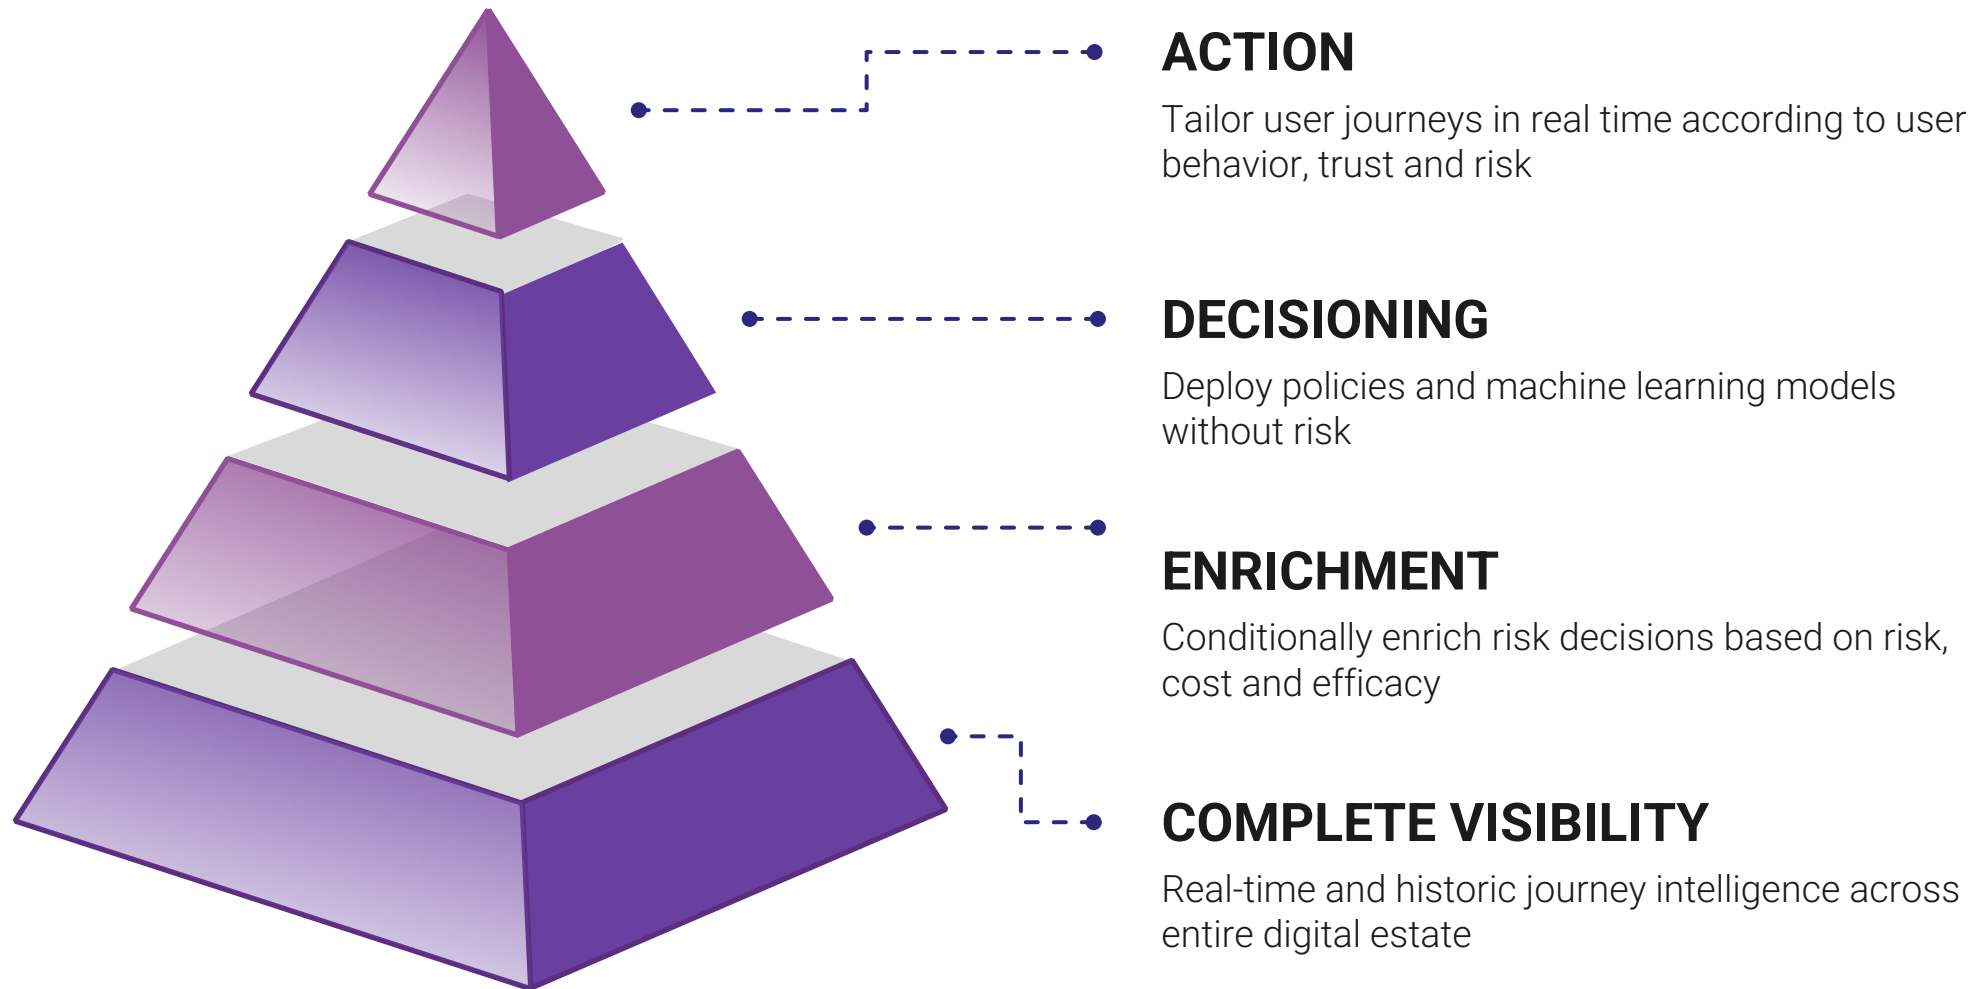 ACTION
Tailor user journeys in real time according to user
behavior, trust and risk
DECISIONING
Deploy policies and machine learning models
without risk
ENRICHMENT
Conditionally enrich risk decisions based on risk,
cost and efficacy
COMPLETE VISIBILITY
Real-time and historic journey intelligence across
entire digital estate